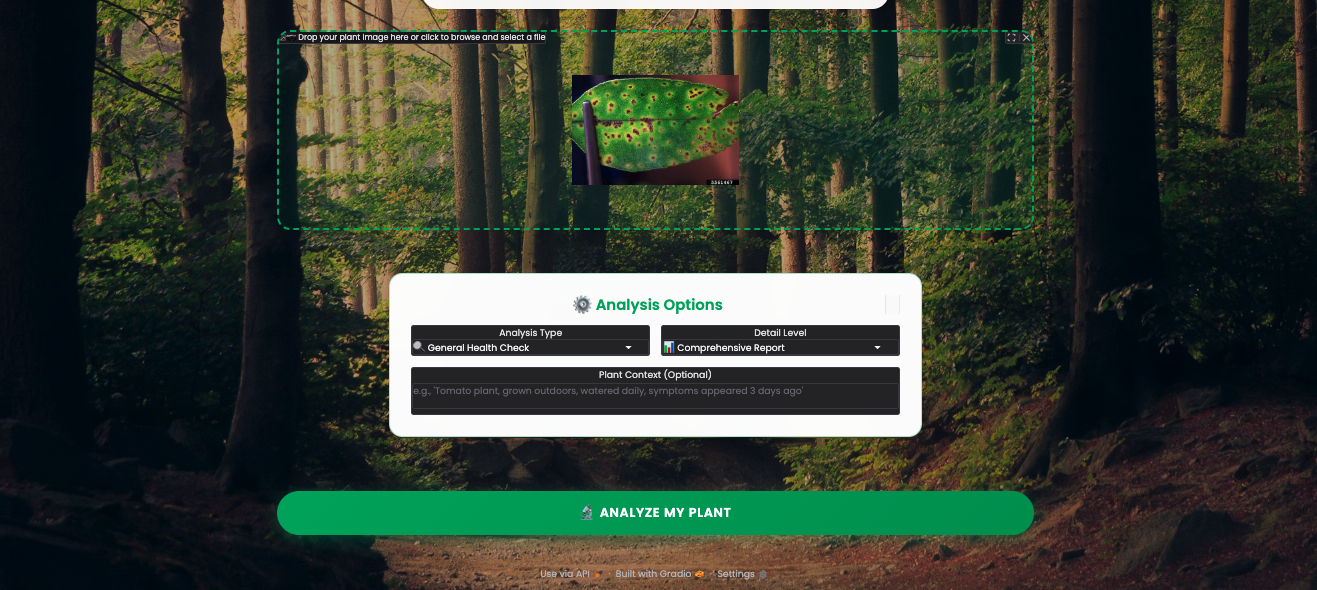 Drop your plant image here or click to browse and select a file
5561467
Analysis Options
Analysis Type
General Health Check
Detail Level
Comprehensive Report
Plant Context (Optional)
e.g., 'Tomato plant, grown outdoors, watered daily, symptoms appeared 3 days ago'
ANALYZE MY PLANT
Use via API · Built with Gradio · Settings